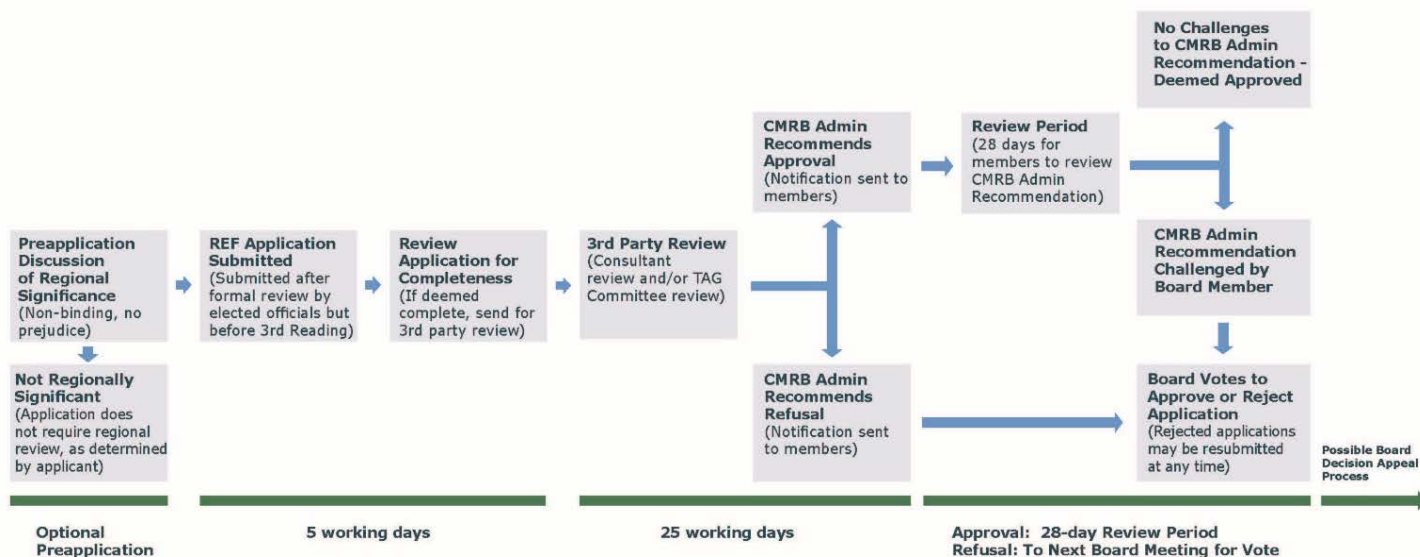 No Challenges
to CMRB Admin
Recommendation -
Deemed Approved
CMRB Admin
Recommends
Approval
(Notification sent to
members)
Review Period
(28 days for
members to review
CMRB Admin
Recommendation)
Preapplication
Discussion
of Regional
Significance
(Non-binding, no
prejudice)
REF Application
Submitted
(Submitted after
formal review by
elected officials but
before 3rd Reading)
Review
Application for
Completeness
(If deemed
complete, send for
3rd party review)
3rd Party Review
(Consultant
review and/or TAG
Committee review)
CMRB Admin
Recommendation
Challenged by
Board Member
Not Regionally
Significant
(Application does
not require regional
review, as determined
by applicant)
CMRB Admin
Recommends
Refusal
(Notification sent
to members)
Board Votes to
Approve or Reject
Application
(Rejected applications
may be resubmitted
at any time)
Possible Board
Decision Appeal
Process
Optional
Preapplication
5 working days
25 working days
Approval: 28-day Review Period
Refusal: To Next Board Meeting for Vote